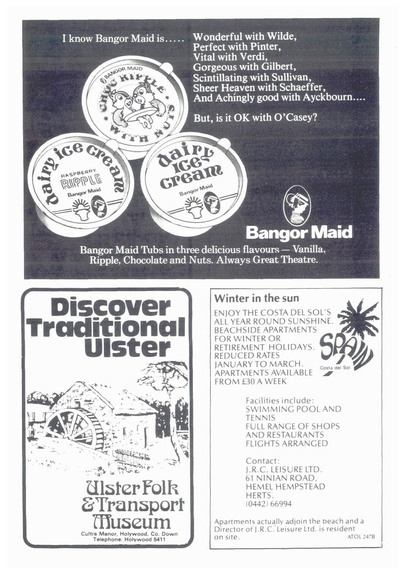 I know Bangor Maid is.....
Wonderful with Wilde,
Perfect with Pinter,
Vital with Verdi,
Gorgeous with Gilbert,
Scintillating with Sullivan,
Sheer Heaven with Schaeffer,
And Achingly good with Ayckbourn....
But, is it OK with O'Casey?
BANGOR MAID
CHOC RIPPLE
WITH NUTS
dairy ice cream
RASPBERRY
RIPPLE
Bangor Maid
dairy
ice
cream
Bangor Maid
Bangor Maid
Bangor Maid Tubs in three delicious flavours — Vanilla,
Ripple, Chocolate and Nuts. Always Great Theatre.
Discover
Traditional
Ulster
Ulster Folk
& Transport
Museum
Cultra Manor, Holywood, Co. Down
Telephone: Holywood 5411
Winter in the sun
ENJOY THE COSTA DEL SOL'S
ALL YEAR ROUND SUNSHINE.
BEACHSIDE APARTMENTS
FOR WINTER OR
RETIREMENT HOLIDAYS.
REDUCED RATES
JANUARY TO MARCH.
APARTMENTS AVAILABLE
FROM £30 A WEEK
SPAIN
Costa del Sol
Facilities include:
SWIMMING POOL AND
TENNIS
FULL RANGE OF SHOPS
AND RESTAURANTS
FLIGHTS ARRANGED
Contact:
J.R.C. LEISURE LTD.
61 NINIAN ROAD,
HEMEL HEMPSTEAD
HERTS.
(0442) 66994
Apartments actually adjoin the beach and a
Director of J.R.C. Leisure Ltd. is resident
on site.
ATOL 247B